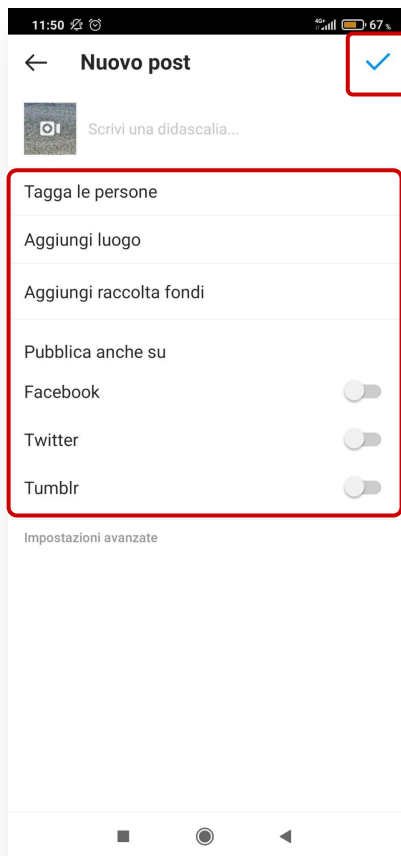 11:50 4G+ 67 %
Nuovo post
Scrivi una didascalia...
Tagga le persone
Aggiungi luogo
Aggiungi raccolta fondi
Pubblica anche su
Facebook
Twitter
Tumblr
Impostazioni avanzate